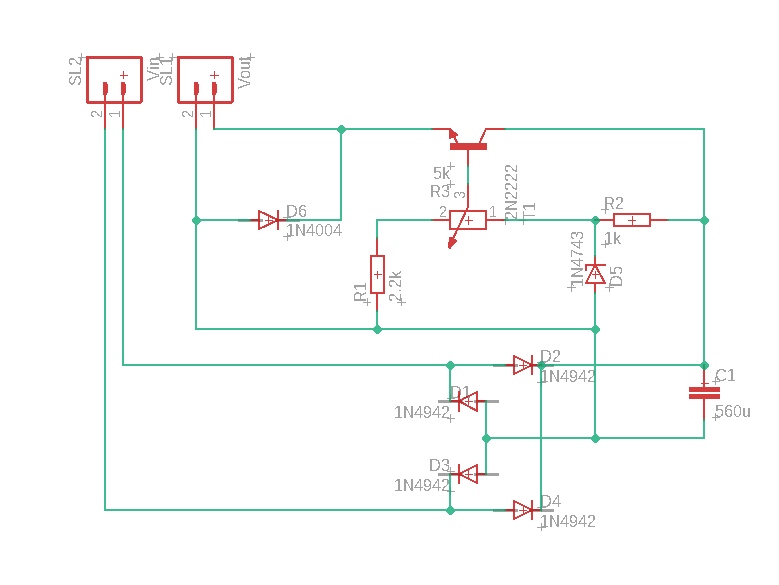 SL2
Vin
SL1
Vout
2
1
2
1
5k
R3
3
2
1
2N2222
T1
R2
1k
D6
1N4004
1N4743
D5
R1
2.2k
D2
1N4942
D1
1N4942
C1
560u
D3
1N4942
D4
1N4942